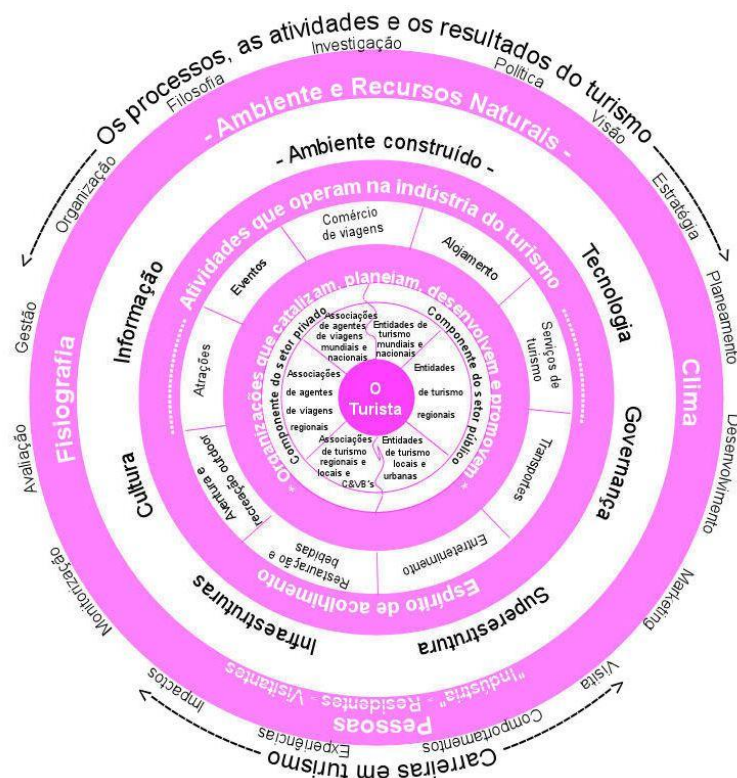 Os processos, as atividades e os resultados do turismo
Investigação
Política
Visão
Estratégia
Planeamento
Desenvolvimento
Marketing
Visita
Comportamentos
Experiências
Impactos
Monitorização
Avaliação
Gestão
Organização
Filosofia
Carreiras em turismo
- Ambiente e Recursos Naturais -
Clima
Pessoas
"Indústria" - Residentes - Visitantes
Fisiografia
- Ambiente construído -
Tecnologia
Governança
Superestrutura
Infraestruturas
Cultura
Informação
Atividades que operam na indústria do turismo
Espírito de acolhimento
Comércio
de viagens
Alojamento
Serviços de
turismo
Transportes
Entretenimento
Restauração e
bebidas
Aventura e
recreação outdoor
Atrações
Eventos
"Organizações que catalizam, planeiam, desenvolvem e promovem"
Componente do setor privado
Componente do setor público
Associações
de agentes
de viagens
mundiais e
nacionais
Entidades de
turismo
mundiais e
nacionais
Associações
de agentes
de viagens
regionais
Entidades
de turismo
regionais
Associações
de turismo
regionais e
locais e
C&VB´s
Entidades
de turismo
locais e
urbanas
O
Turista